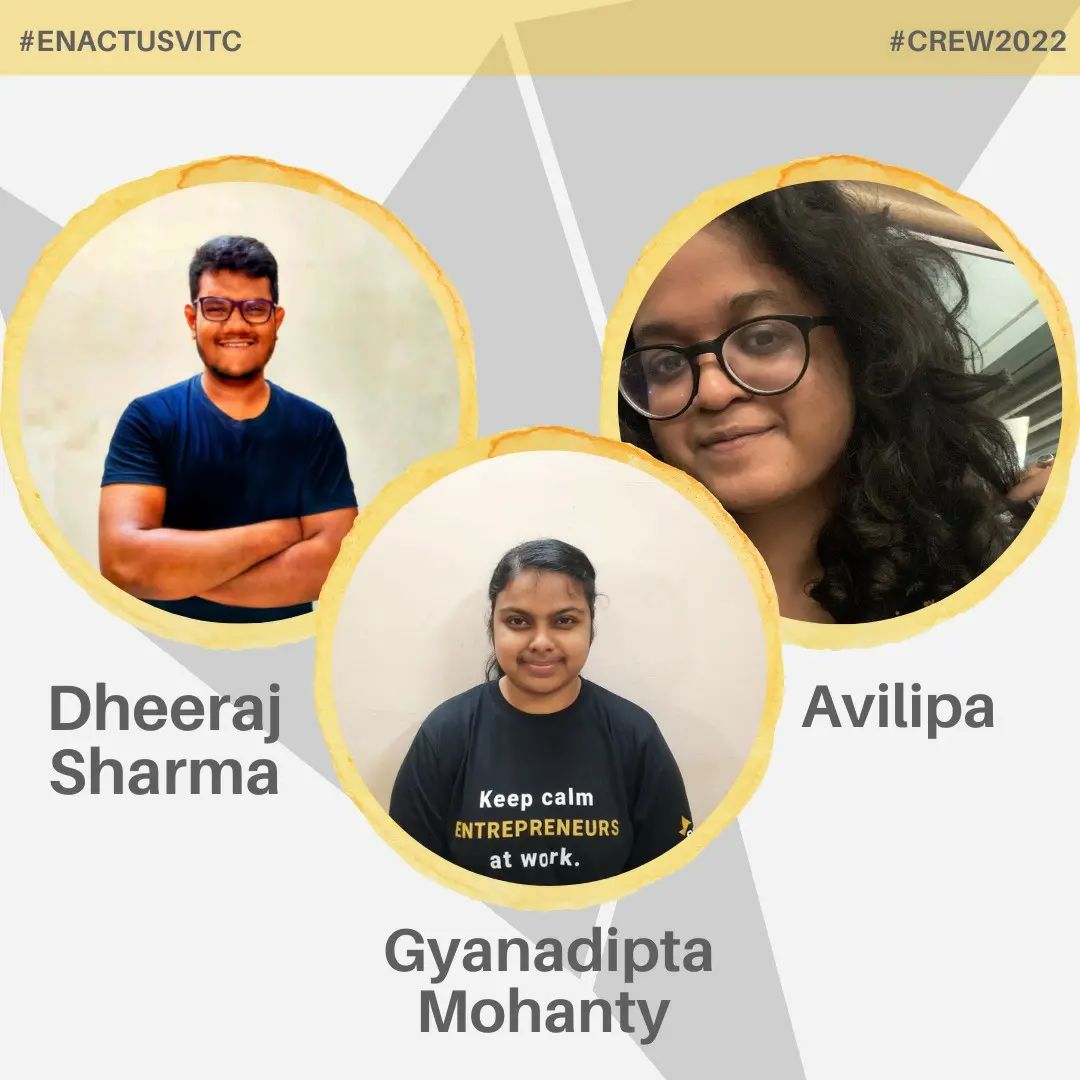 #ENACTUSVITC
#CREW2022
Dheeraj
Sharma
Avilipa
Keep calm
ENTREPRENEURS
at work.
Gyanadipta
Mohanty